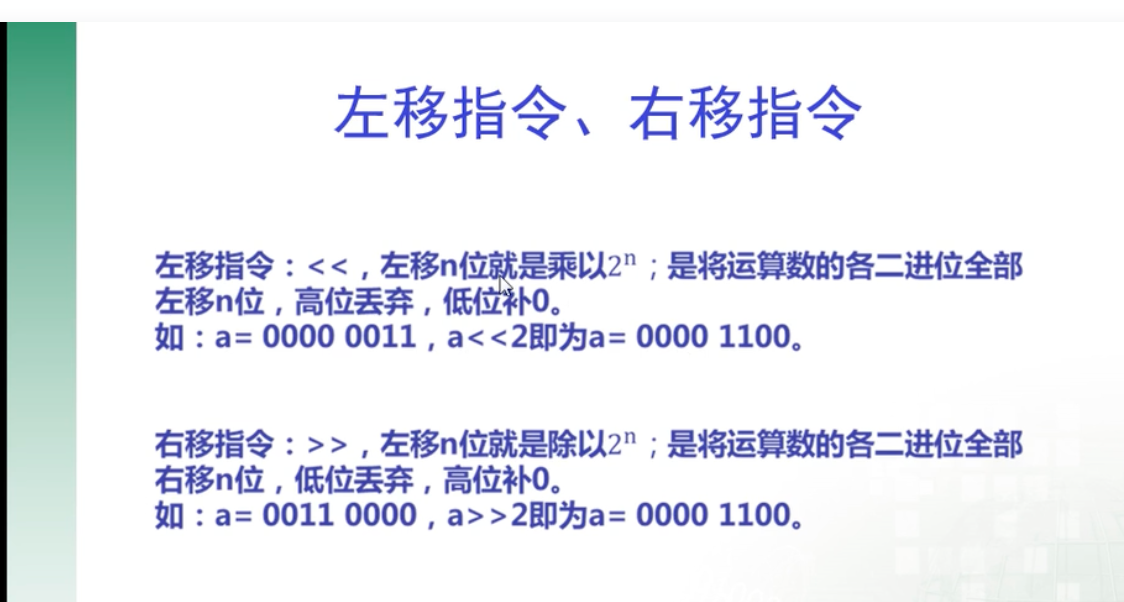 左移指令、右移指令
左移指令：<<，左移n位就是乘以2ⁿ；是将运算数的各二进位全部
左移n位，高位丢弃，低位补0。
如：a= 0000 0011，a<<2即为a= 0000 1100。
右移指令：>>，左移n位就是除以2ⁿ；是将运算数的各二进位全部
右移n位，低位丢弃，高位补0。
如：a= 0011 0000，a>>2即为a= 0000 1100。